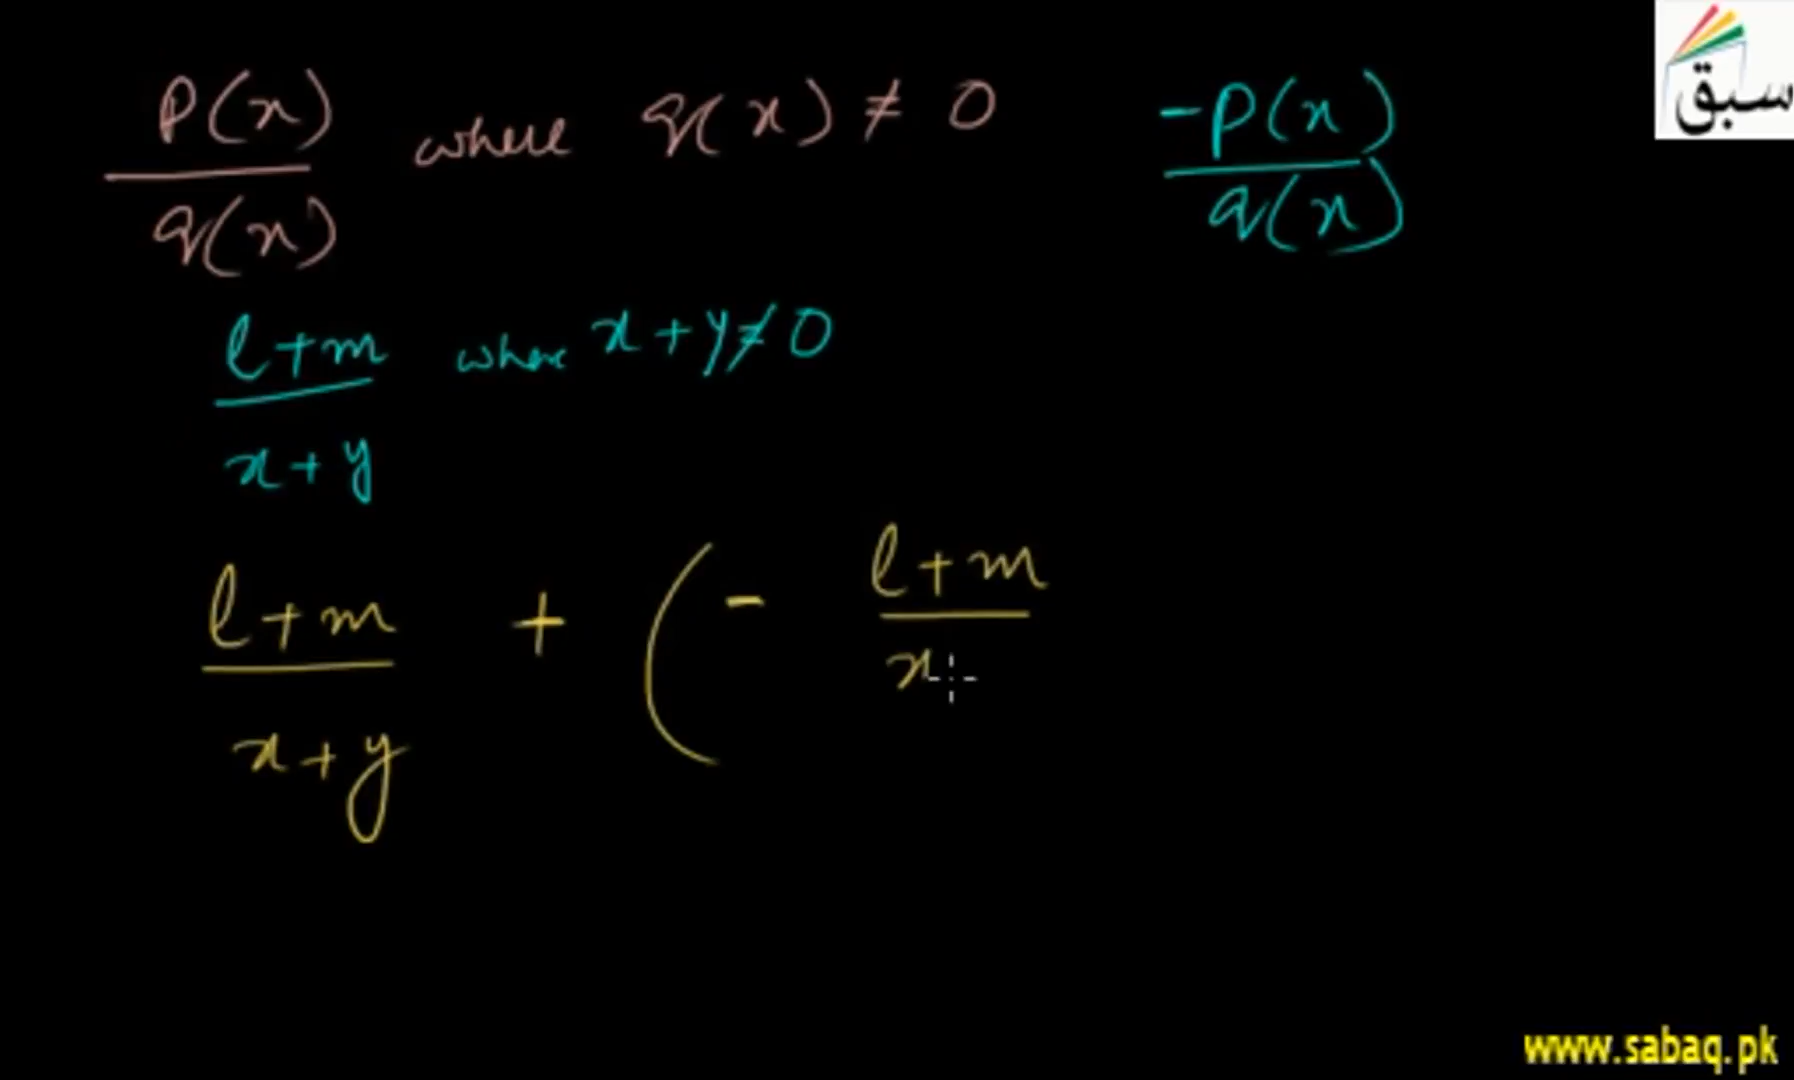 P(x)/q(x) where q(x) ≠ 0
-P(x)/q(x)
سبق
l+m/x+y where x+y≠0
l+m/x+y + (- l+m/x
www.sabaq.pk